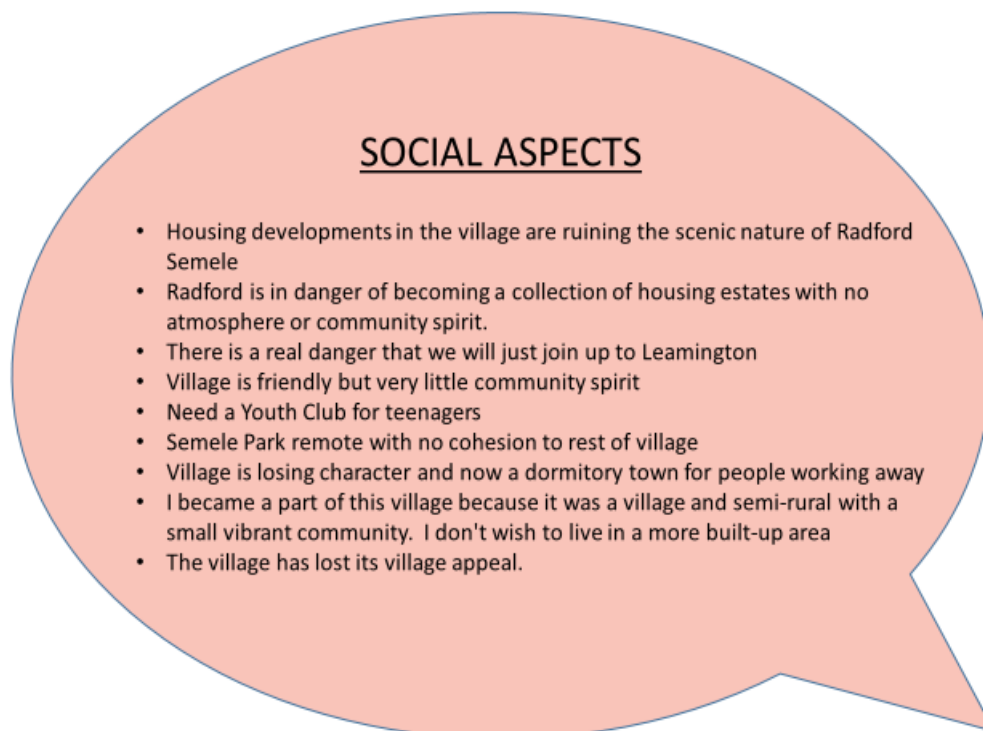 SOCIAL ASPECTS
• Housing developments in the village are ruining the scenic nature of Radford
Semele
• Radford is in danger of becoming a collection of housing estates with no
atmosphere or community spirit.
• There is a real danger that we will just join up to Leamington
• Village is friendly but very little community spirit
• Need a Youth Club for teenagers
• Semele Park remote with no cohesion to rest of village
• Village is losing character and now a dormitory town for people working away
• I became a part of this village because it was a village and semi-rural with a
small vibrant community.  I don't wish to live in a more built-up area
• The village has lost its village appeal.